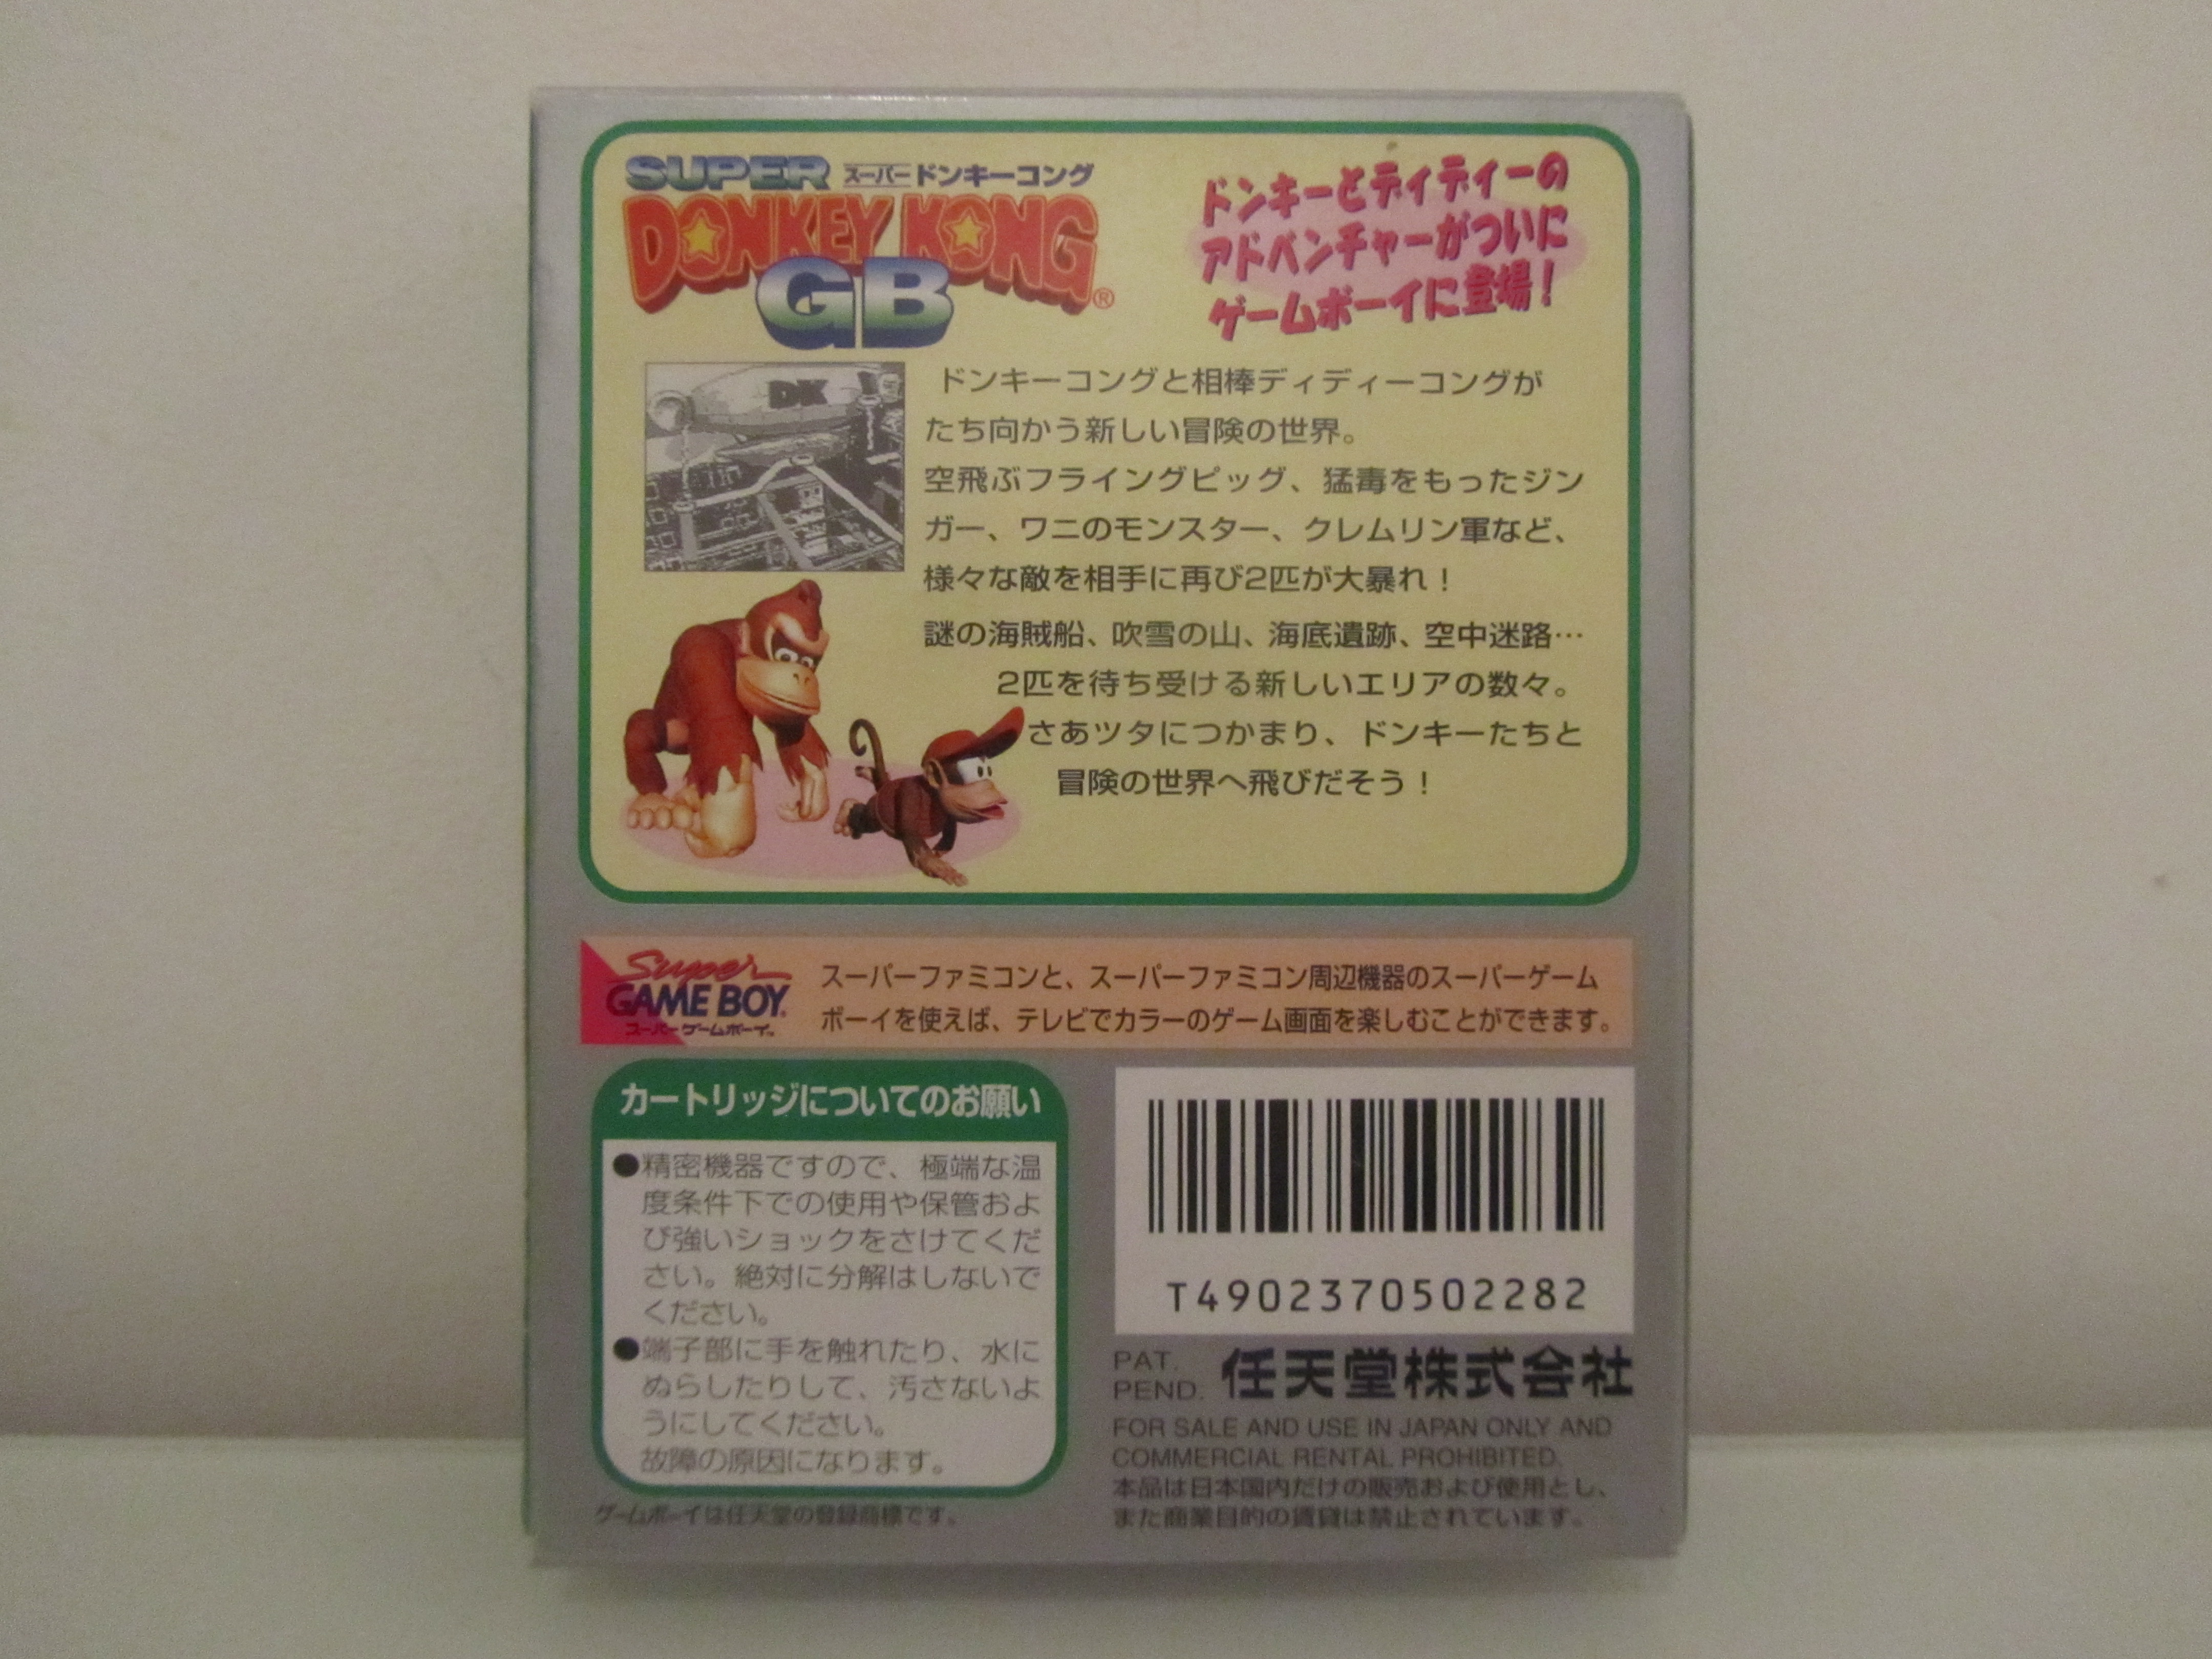 SUPER スーパードンキーコング
DONKEY KONG®
GB
ドンキーとディディーの
アドベンチャーがついに
ゲームボーイに登場!
DK
ドンキーコングと相棒ディディーコングが
たち向かう新しい冒険の世界。
空飛ぶフライングピッグ、猛毒をもったジン
ガー、ワニのモンスター、クレムリン軍など、
様々な敵を相手に再び2匹が大暴れ!
謎の海賊船、吹雪の山、海底遺跡、空中迷路…
2匹を待ち受ける新しいエリアの数々。
さあツタにつかまり、ドンキーたちと
冒険の世界へ飛びだそう!
Super
GAME BOY®
スーパーゲームボーイ™
スーパーファミコンと、スーパーファミコン周辺機器のスーパーゲーム
ボーイを使えば、テレビでカラーのゲーム画面を楽しむことができます。
カートリッジについてのお願い
●精密機器ですので、極端な温
度条件下での使用や保管およ
び強いショックをさけてくだ
さい。絶対に分解はしないで
ください。
●端子部に手を触れたり、水に
ぬらしたりして、汚さないよ
うにしてください。
故障の原因になります。
ゲームボーイは任天堂の登録商標です。
T4902370502282
PAT.
PEND. 任天堂株式会社
FOR SALE AND USE IN JAPAN ONLY AND
COMMERCIAL RENTAL PROHIBITED.
本品は日本国内だけの販売および使用とし、
また商業目的の賃貸は禁止されています。